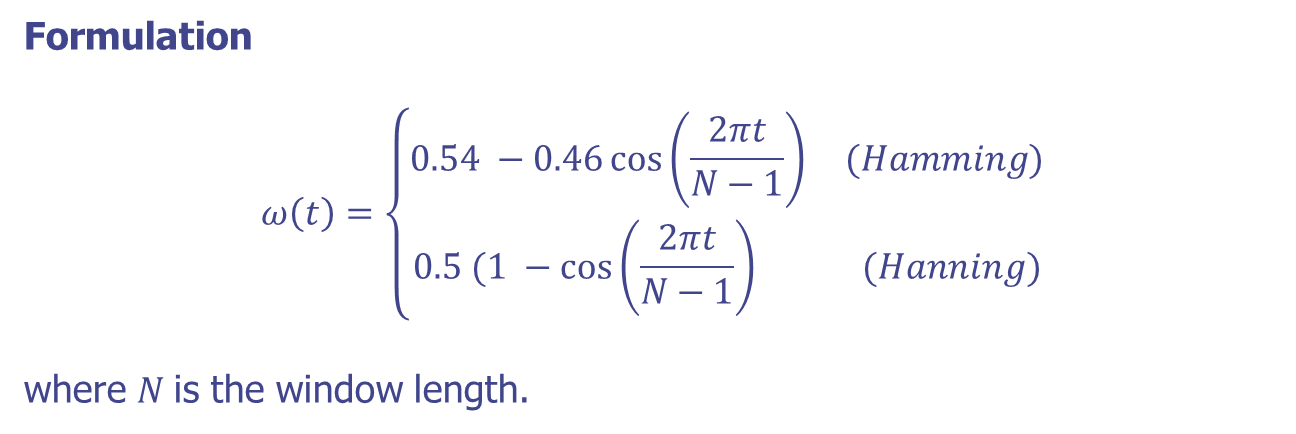 Formulation
0.54 − 0.46 cos(2πt / N − 1) (Hamming)
ω(t) = {
0.5 (1 − cos(2πt / N − 1) (Hanning)
where N is the window length.